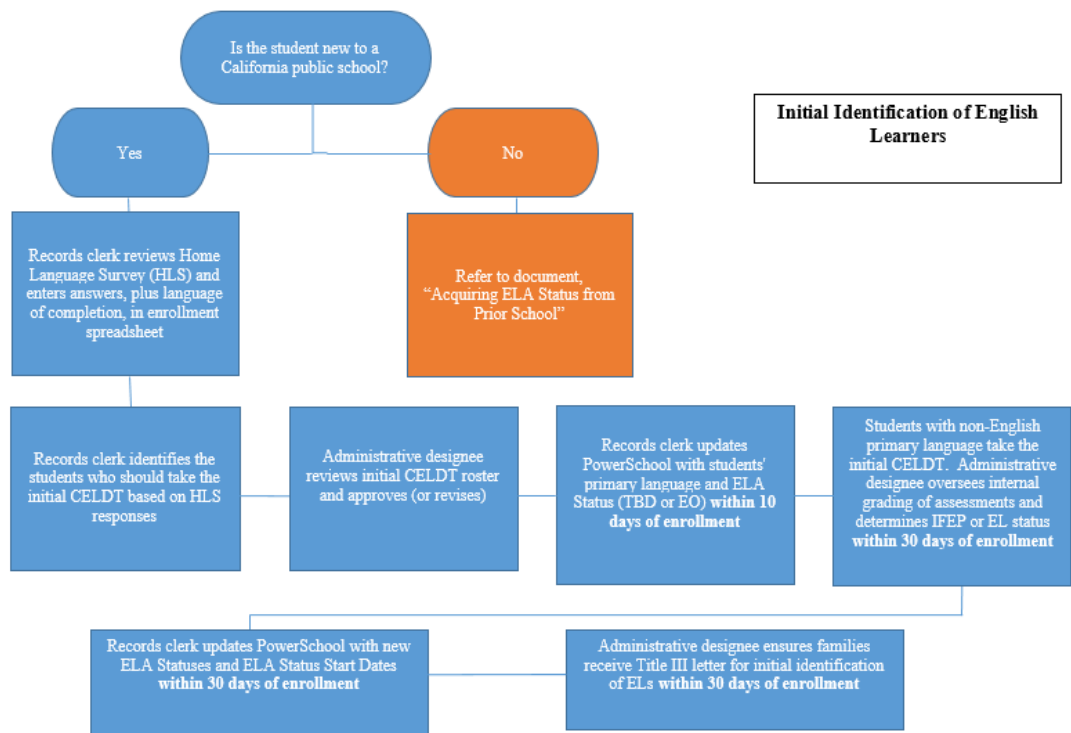 Is the student new to a
California public school?
Initial Identification of English
Learners
Yes
No
Records clerk reviews Home
Language Survey (HLS) and
enters answers, plus language
of completion, in enrollment
spreadsheet
Refer to document,
“Acquiring ELA Status from
Prior School”
Records clerk identifies the
students who should take the
initial CELDT based on HLS
responses
Administrative designee
reviews initial CELDT roster
and approves (or revises)
Records clerk updates
PowerSchool with students'
primary language and ELA
Status (TBD or EO) within 10
days of enrollment
Students with non-English
primary language take the
initial CELDT.  Administrative
designee oversees internal
grading of assessments and
determines IFEP or EL status
within 30 days of enrollment
Records clerk updates PowerSchool with new
ELA Statuses and ELA Status Start Dates
within 30 days of enrollment
Administrative designee ensures families
receive Title III letter for initial identification
of ELs within 30 days of enrollment